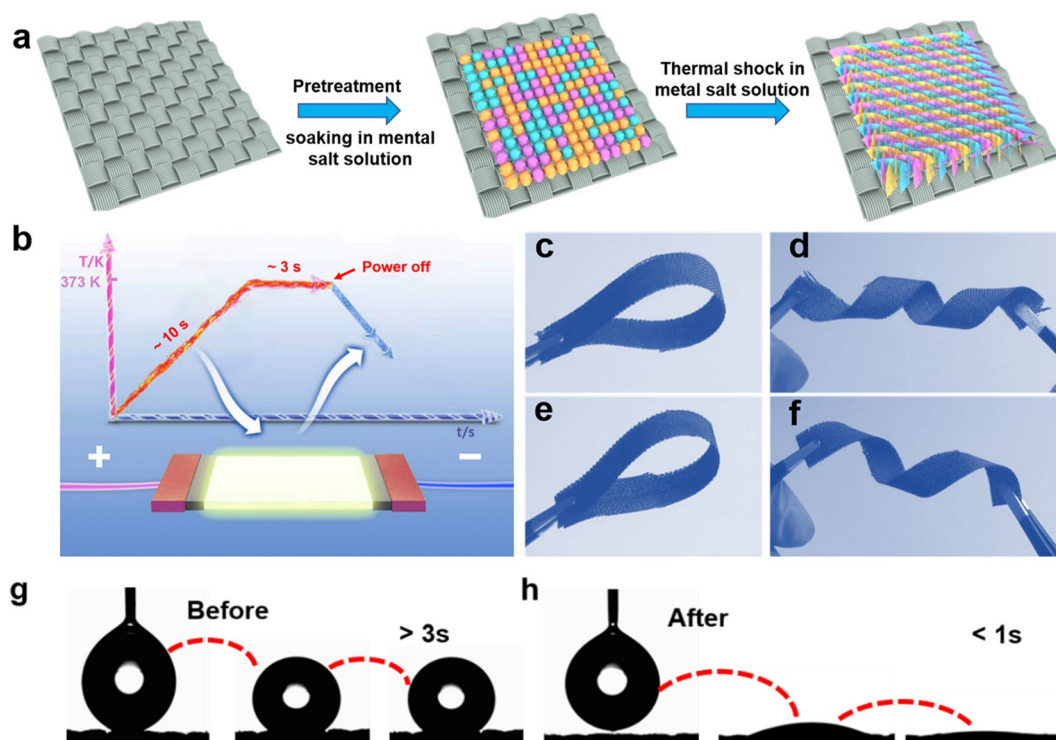 a
Pretreatment
soaking in mental
salt solution
Thermal shock in
metal salt solution
b
T/K
373 K
~ 3 s
Power off
~ 10 s
t/s
+
−
c
d
e
f
g
Before
> 3s
h
After
< 1s